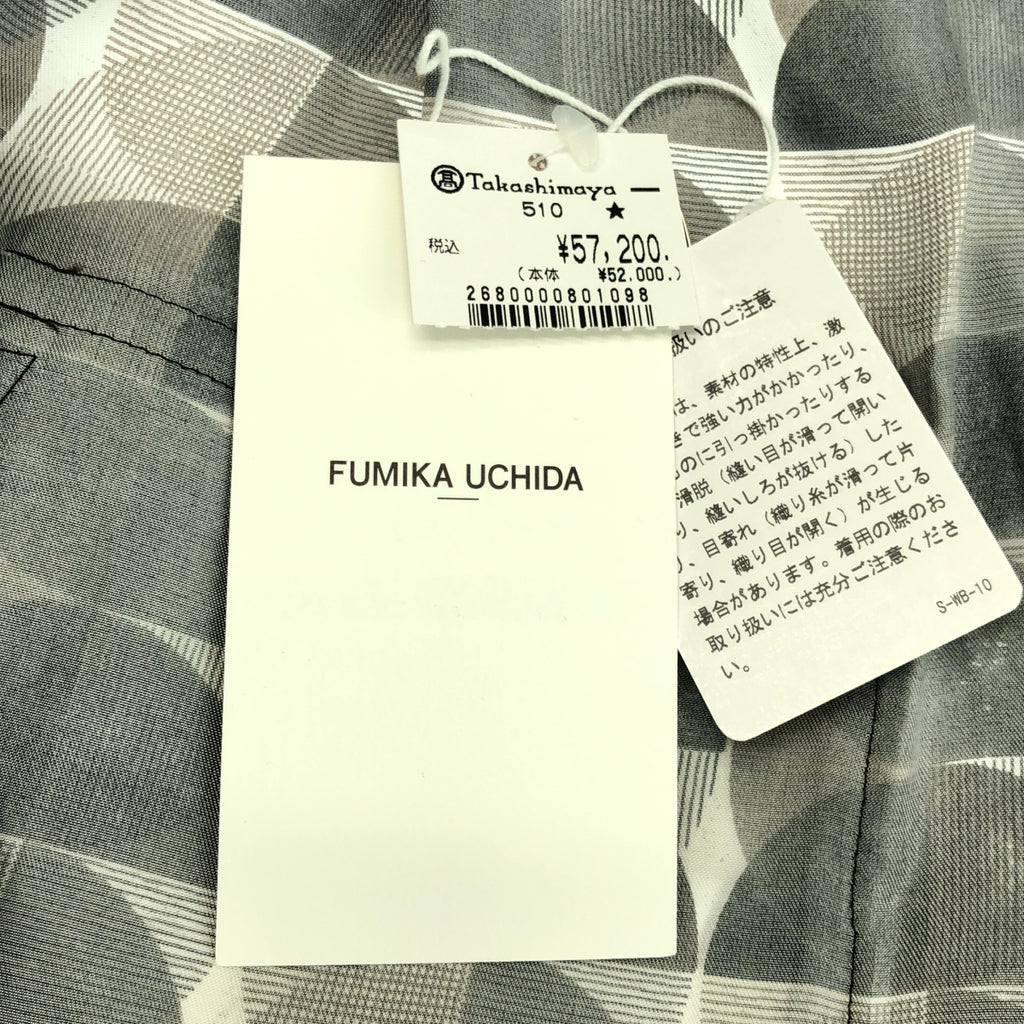 髙 Takashimaya
510 ★
税込 ¥57,200.
(本体 ¥52,000.)
2680000801098
FUMIKA UCHIDA
扱いのご注意
は、素材の特性上、激
で強い力がかかったり、
のに引っ掛かったりする
滑脱（縫い目が滑って開い
り、縫いしろが抜ける）した
、目寄れ（織り糸が滑って片
寄り、織り目が開く）が生じる
場合があります。着用の際のお
取り扱いには充分ご注意くださ
い。
S-WB-10